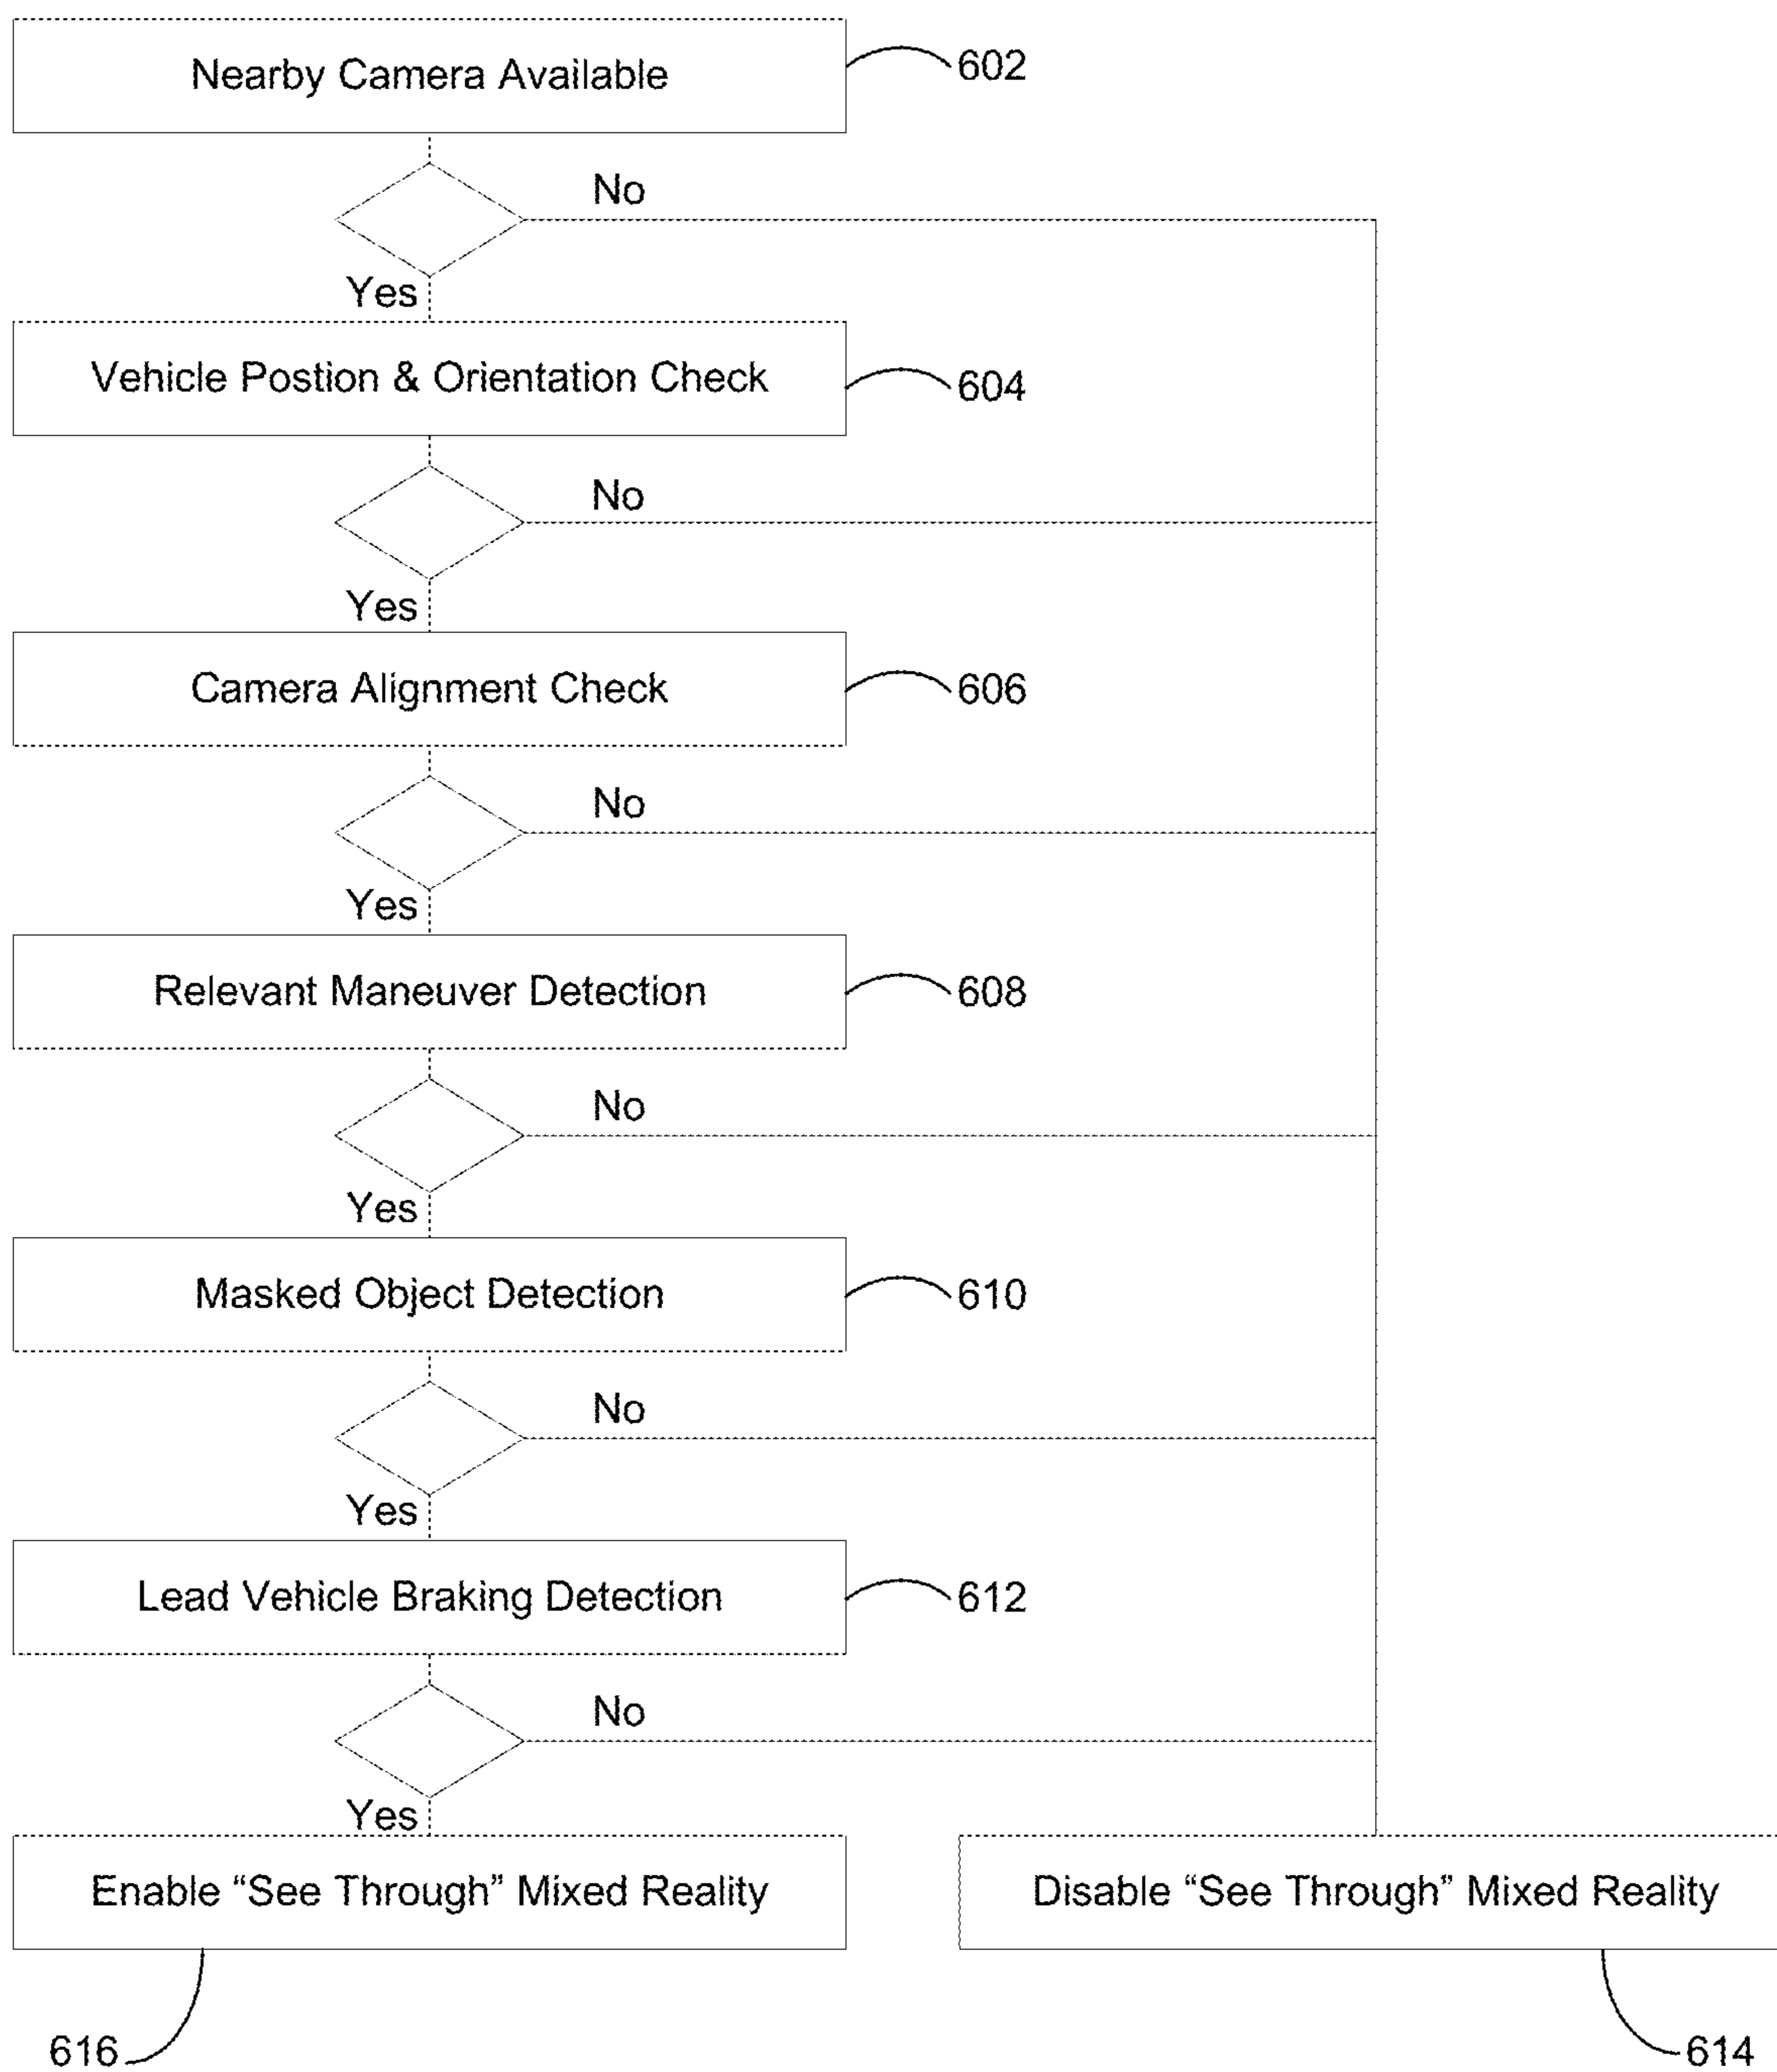 Nearby Camera Available
602
No
Yes
Vehicle Postion & Orientation Check
604
No
Yes
Camera Alignment Check
606
No
Yes
Relevant Maneuver Detection
608
No
Yes
Masked Object Detection
610
No
Yes
Lead Vehicle Braking Detection
612
No
Yes
Enable “See Through” Mixed Reality
Disable “See Through” Mixed Reality
616
614